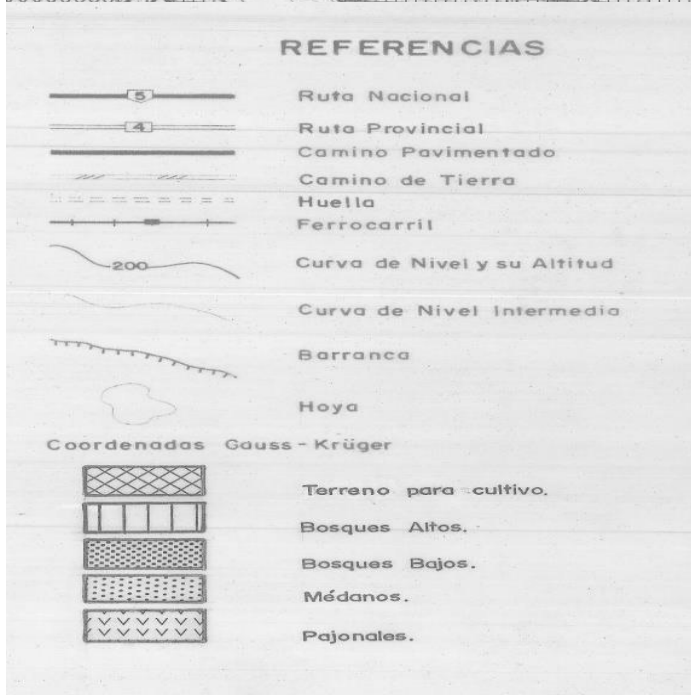 REFERENCIAS
5 Ruta Nacional
4 Ruta Provincial
Camino Pavimentado
Camino de Tierra
Huella
Ferrocarril
200 Curva de Nivel y su Altitud
Curva de Nivel Intermedia
Barranca
Hoya
Coordenadas Gauss-Krüger
Terreno para cultivo.
Bosques Altos.
Bosques Bajos.
Médanos.
Pajonales.